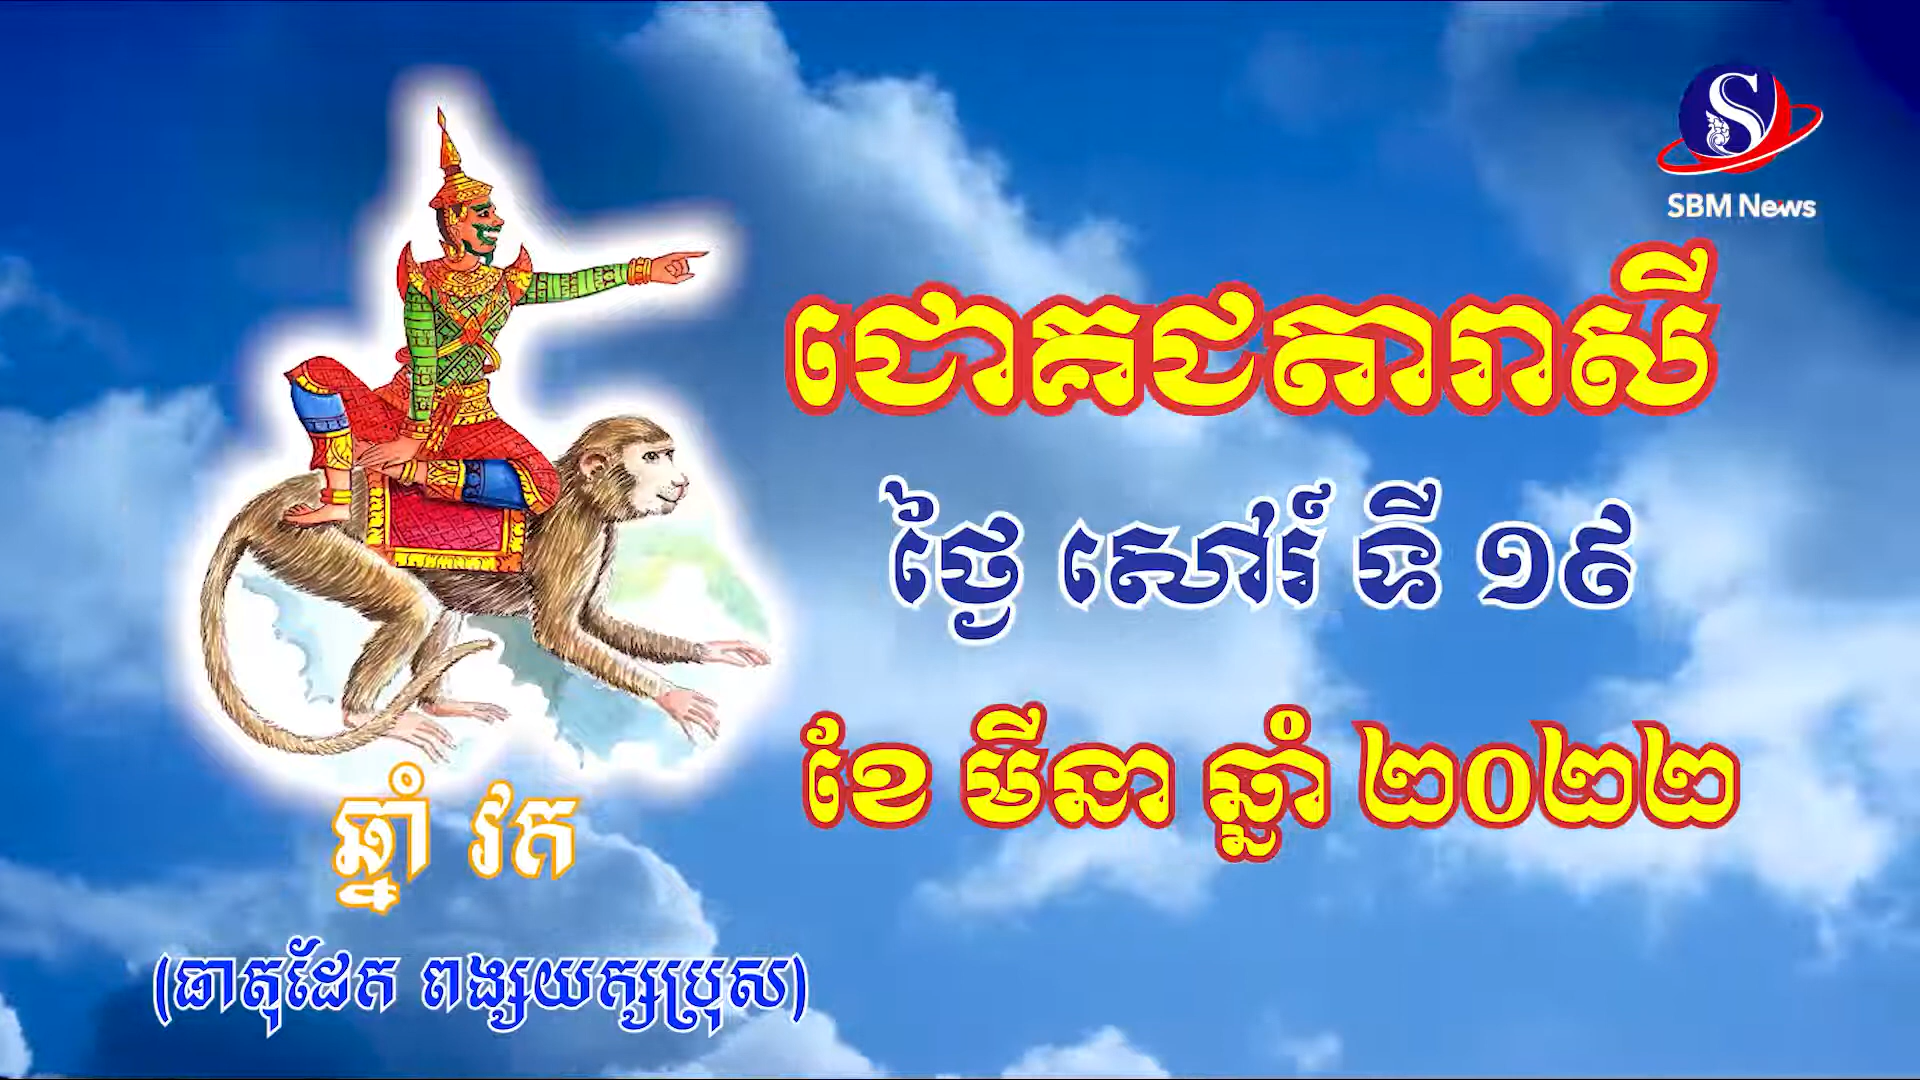 SBM News
ជោគជតារាសី
ថ្ងៃ សៅរ៍ ទី ១៩
ខែ មីនា ឆ្នាំ ២០២២
ឆ្នាំ វក
(ធាតុដែក ពង្សយក្សប្រុស)